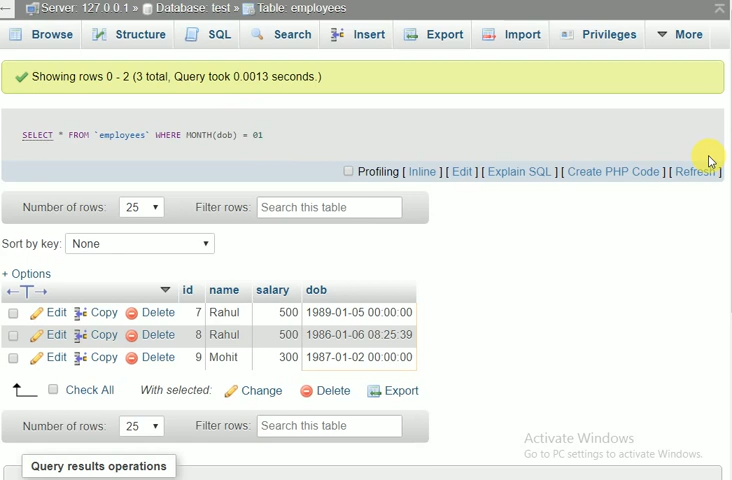 Server: 127.0.0.1 » Database: test » Table: employees
Browse Structure SQL Search Insert Export Import Privileges More
Showing rows 0 - 2 (3 total, Query took 0.0013 seconds.)
SELECT * FROM `employees` WHERE MONTH(dob) = 01
Profiling [ Inline ] [ Edit ] [ Explain SQL ] [ Create PHP Code ] [ Refresh ]
Number of rows: 25 Filter rows: Search this table
Sort by key: None
+ Options
←T→ id name salary dob
Edit Copy Delete 7 Rahul 500 1989-01-05 00:00:00
Edit Copy Delete 8 Rahul 500 1986-01-06 08:25:39
Edit Copy Delete 9 Mohit 300 1987-01-02 00:00:00
Check All With selected: Change Delete Export
Number of rows: 25 Filter rows: Search this table
Activate Windows
Go to PC settings to activate Windows.
Query results operations